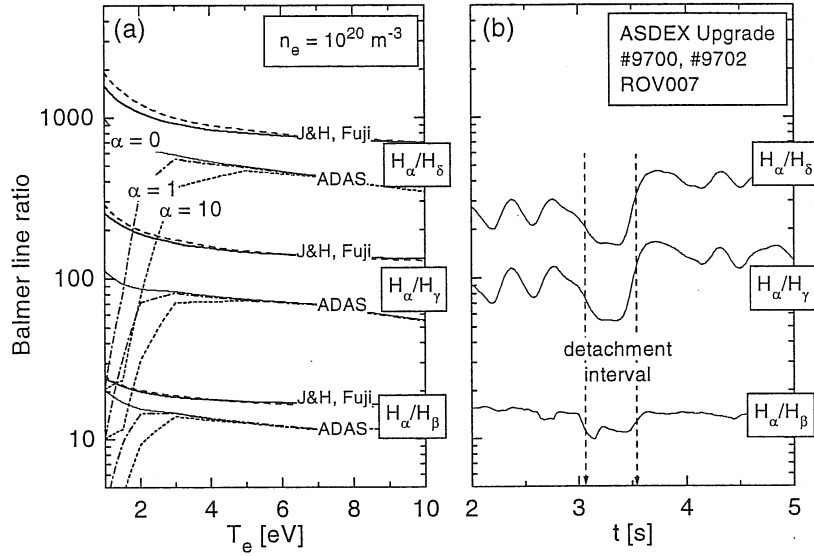 (a)
n_e = 10^20 m^-3
1000
100
10
Balmer line ratio
α = 0
α = 1
α = 10
J&H, Fuji
H_α/H_δ
ADAS
J&H, Fuji
H_α/H_γ
ADAS
J&H, Fuji
H_α/H_β
ADAS
2 4 6 8 10
T_e [eV]
(b)
ASDEX Upgrade
#9700, #9702
ROV007
H_α/H_δ
H_α/H_γ
detachment
interval
H_α/H_β
2 3 4 5
t [s]